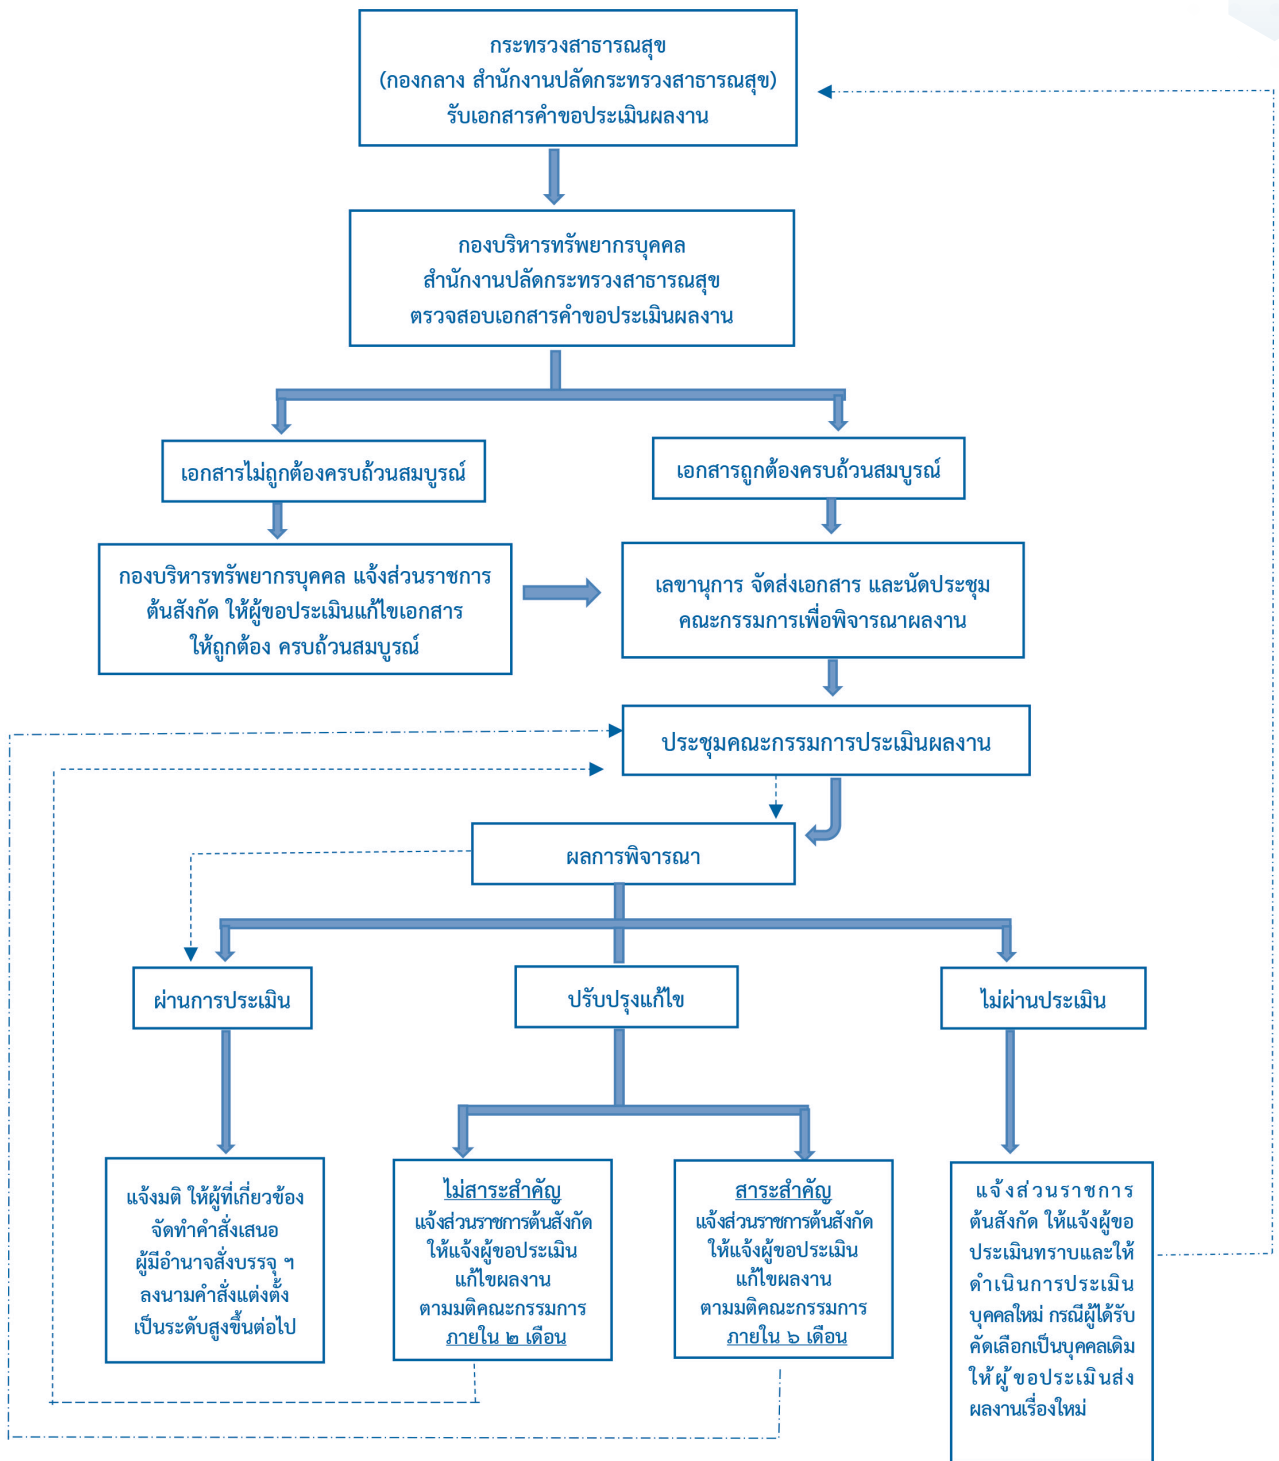 กระทรวงสาธารณสุข
(กองกลาง สำนักงานปลัดกระทรวงสาธารณสุข)
รับเอกสารคำขอประเมินผลงาน
กองบริหารทรัพยากรบุคคล
สำนักงานปลัดกระทรวงสาธารณสุข
ตรวจสอบเอกสารคำขอประเมินผลงาน
เอกสารไม่ถูกต้องครบถ้วนสมบูรณ์
เอกสารถูกต้องครบถ้วนสมบูรณ์
กองบริหารทรัพยากรบุคคล แจ้งส่วนราชการ
ต้นสังกัด ให้ผู้ขอประเมินแก้ไขเอกสาร
ให้ถูกต้อง ครบถ้วนสมบูรณ์
เลขานุการ จัดส่งเอกสาร และนัดประชุม
คณะกรรมการเพื่อพิจารณาผลงาน
ประชุมคณะกรรมการประเมินผลงาน
ผลการพิจารณา
ผ่านการประเมิน
ปรับปรุงแก้ไข
ไม่ผ่านประเมิน
แจ้งมติ ให้ผู้ที่เกี่ยวข้อง
จัดทำคำสั่งเสนอ
ผู้มีอำนาจสั่งบรรจุ ฯ
ลงนามคำสั่งแต่งตั้ง
เป็นระดับสูงขึ้นต่อไป
ไม่สาระสำคัญ
แจ้งส่วนราชการต้นสังกัด
ให้แจ้งผู้ขอประเมิน
แก้ไขผลงาน
ตามมติคณะกรรมการ
ภายใน ๒ เดือน
สาระสำคัญ
แจ้งส่วนราชการต้นสังกัด
ให้แจ้งผู้ขอประเมิน
แก้ไขผลงาน
ตามมติคณะกรรมการ
ภายใน ๖ เดือน
แจ้งส่วนราชการ
ต้นสังกัด ให้แจ้งผู้ขอ
ประเมินทราบและให้
ดำเนินการประเมิน
บุคคลใหม่ กรณีผู้ได้รับ
คัดเลือกเป็นบุคคลเดิม
ให้ผู้ขอประเมินส่ง
ผลงานเรื่องใหม่